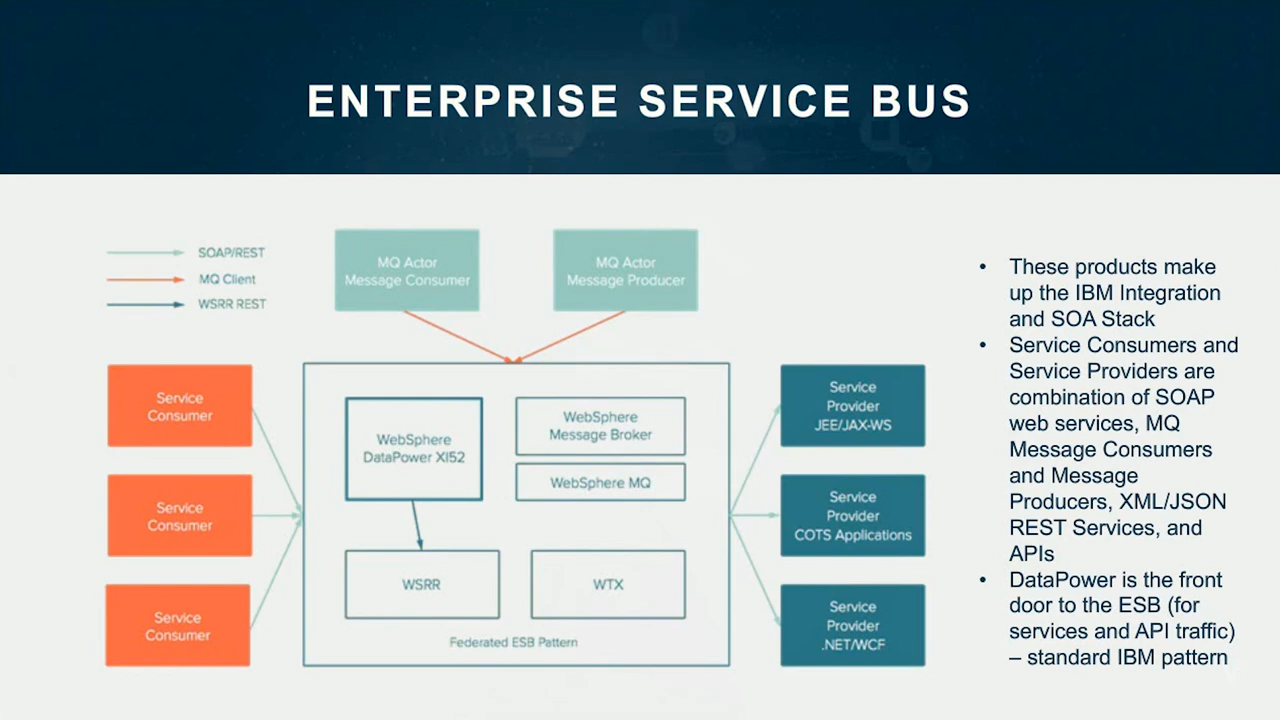 ENTERPRISE SERVICE BUS
SOAP/REST
MQ Client
WSRR REST
MQ Actor
Message Consumer
MQ Actor
Message Producer
Service
Consumer
Service
Consumer
Service
Consumer
WebSphere
DataPower XI52
WebSphere
Message Broker
WebSphere MQ
WSRR
WTX
Federated ESB Pattern
Service
Provider
JEE/JAX-WS
Service
Provider
COTS Applications
Service
Provider
.NET/WCF
• These products make
up the IBM Integration
and SOA Stack
• Service Consumers and
Service Providers are
combination of SOAP
web services, MQ
Message Consumers
and Message
Producers, XML/JSON
REST Services, and
APIs
• DataPower is the front
door to the ESB (for
services and API traffic)
– standard IBM pattern